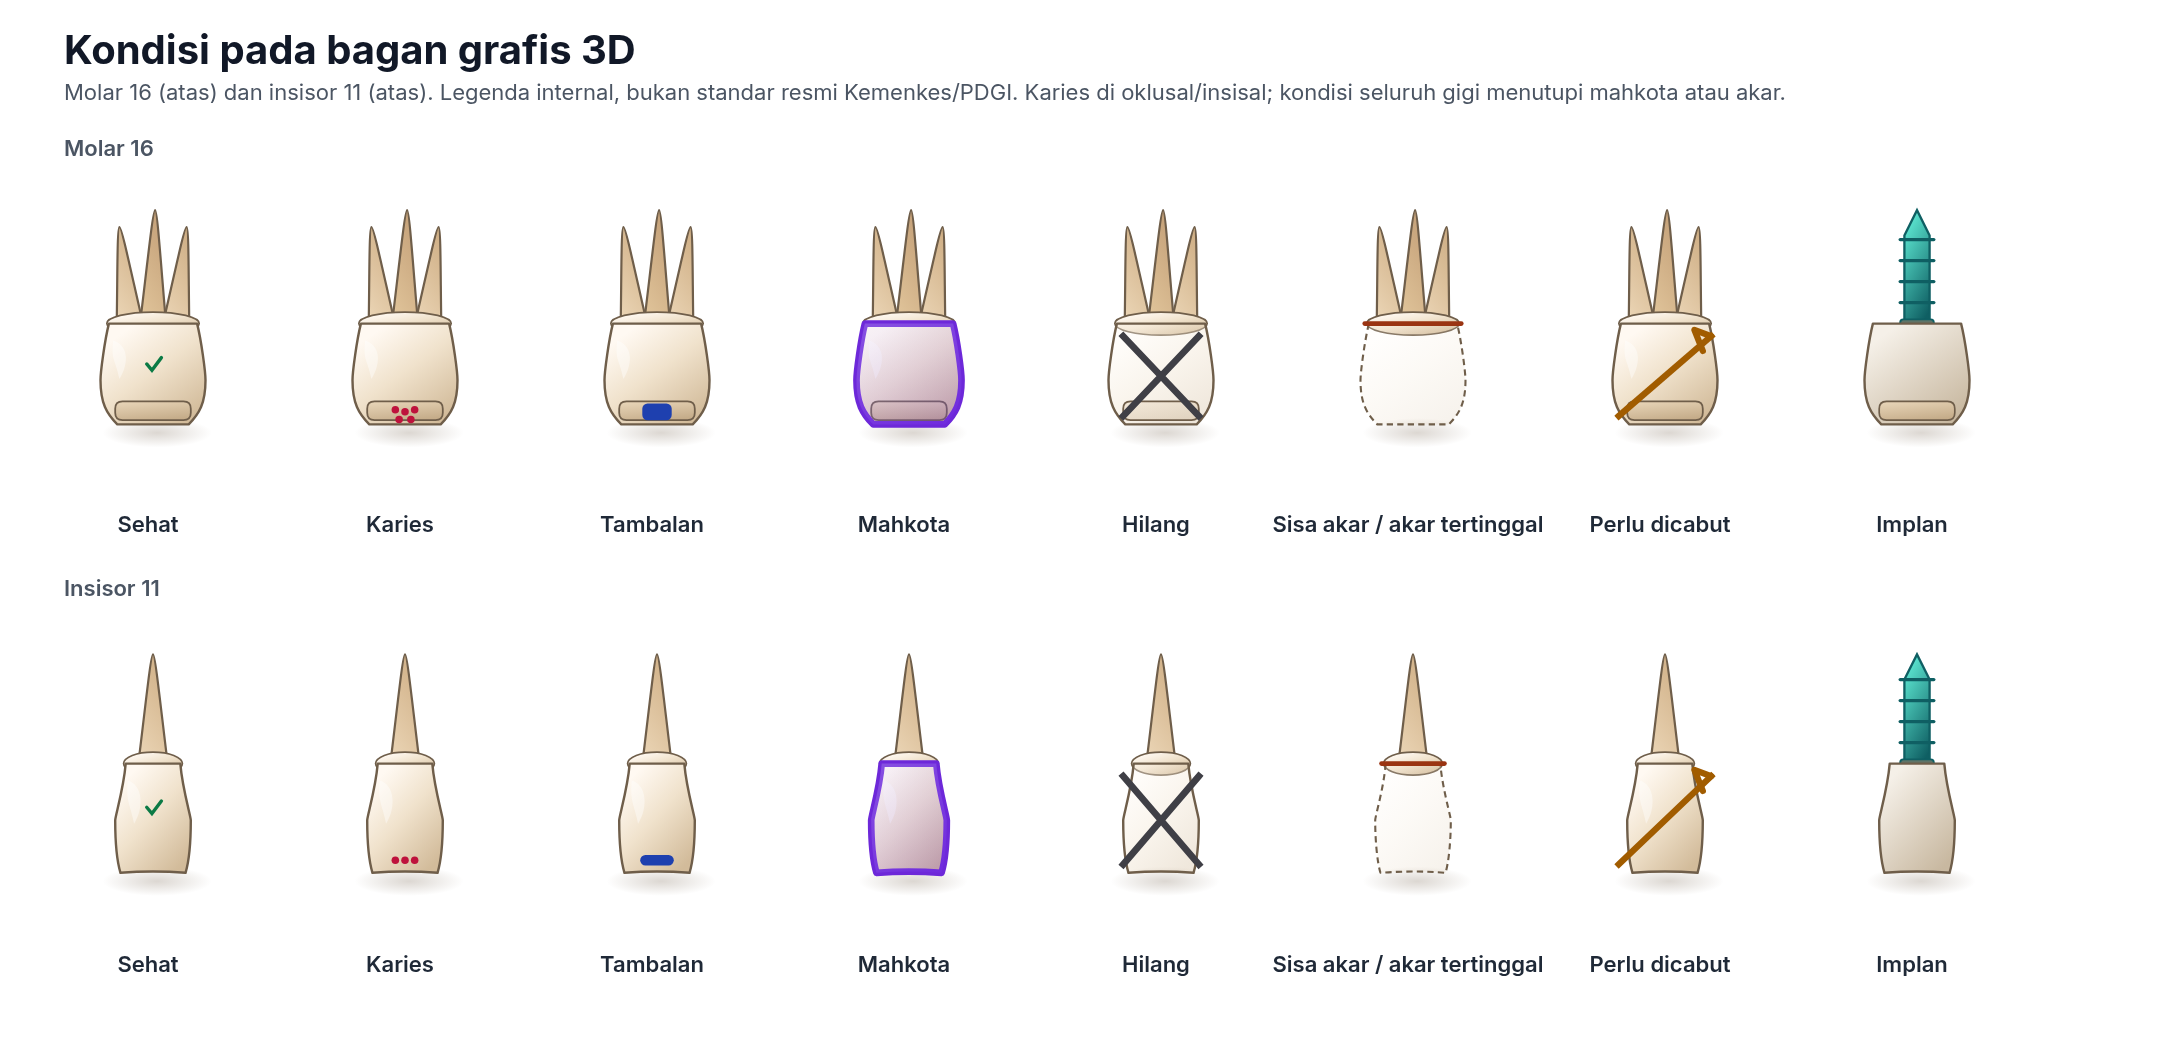 Kondisi pada bagan grafis 3D
Molar 16 (atas) dan insisor 11 (atas). Legenda internal, bukan standar resmi Kemenkes/PDGI. Karies di oklusal/insisal; kondisi seluruh gigi menutupi mahkota atau akar.
Molar 16
Sehat Karies Tambalan Mahkota Hilang Sisa akar / akar tertinggal Perlu dicabut Implan
Insisor 11
Sehat Karies Tambalan Mahkota Hilang Sisa akar / akar tertinggal Perlu dicabut Implan